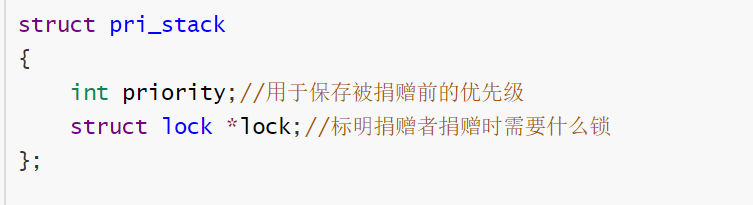 struct pri_stack
{
    int priority;//用于保存被捐赠前的优先级
    struct lock *lock;//标明捐赠者捐赠时需要什么锁
};